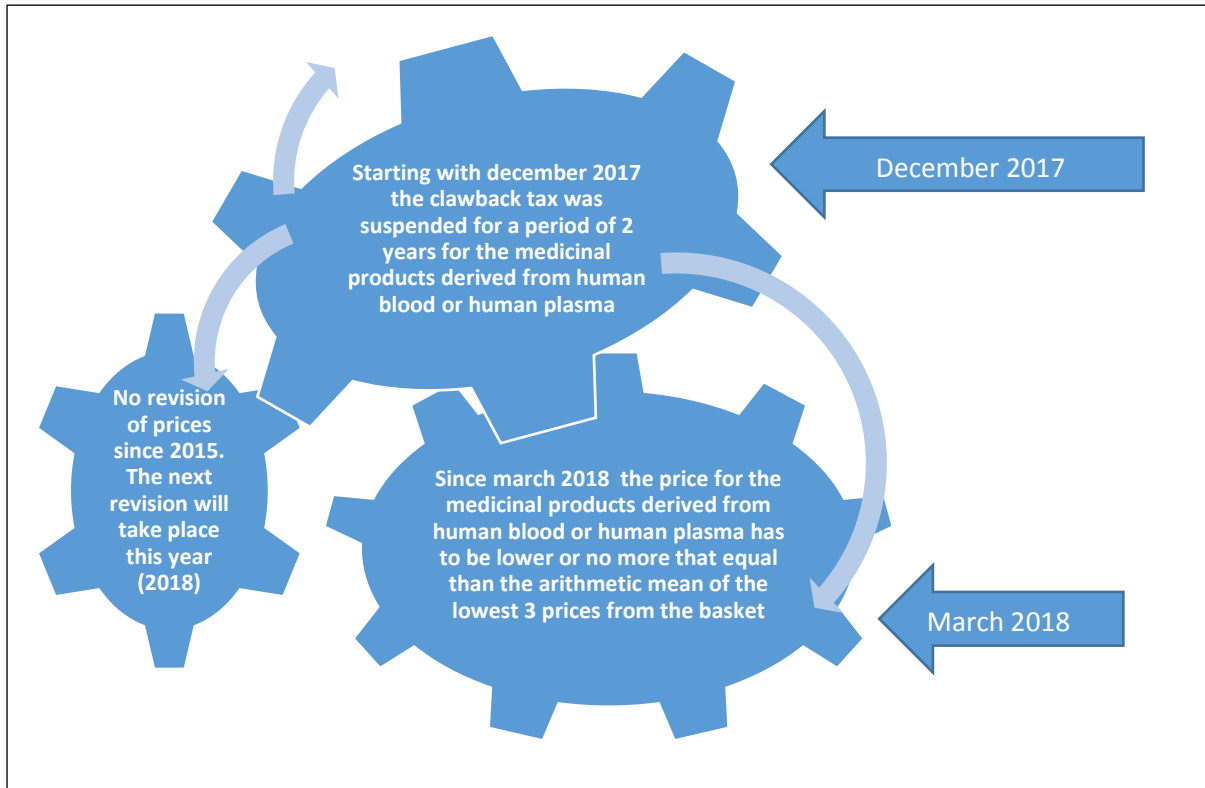 Starting with december 2017
the clawback tax was
suspended for a period of 2
years for the medicinal
products derived from human
blood or human plasma
December 2017
No revision
of prices
since 2015.
The next
revision will
take place
this year
(2018)
Since march 2018  the price for the
medicinal products derived from
human blood or human plasma has
to be lower or no more that equal
than the arithmetic mean of the
lowest 3 prices from the basket
March 2018